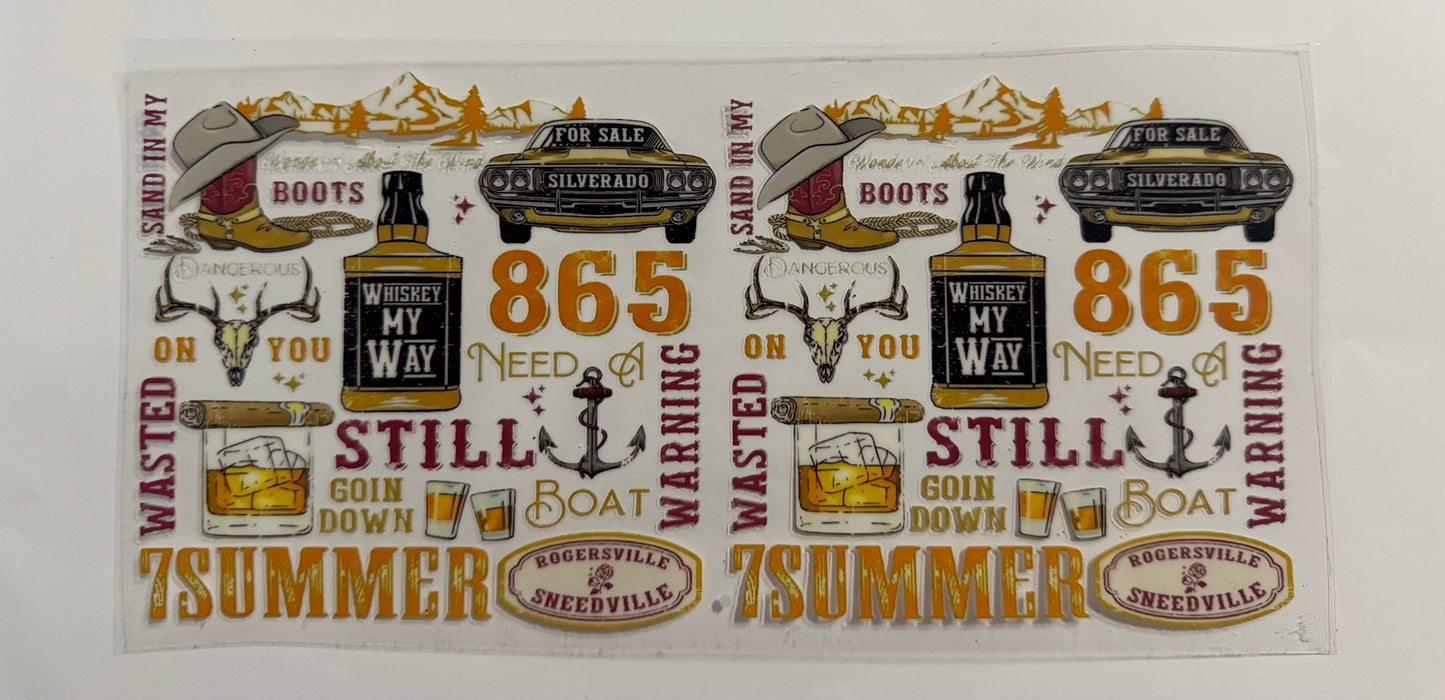 SAND IN MY
FOR SALE
Wonderin' About The Wind
SILVERADO
BOOTS
DANGEROUS
865
WHISKEY
MY
WAY
ON YOU
NEED A
WASTED
WARNING
STILL
GOIN
DOWN
BOAT
7SUMMER
ROGERSVILLE
SNEEDVILLE
SAND IN MY
FOR SALE
Wonderin' About The Wind
SILVERADO
BOOTS
DANGEROUS
865
WHISKEY
MY
WAY
ON YOU
NEED A
WASTED
WARNING
STILL
GOIN
DOWN
BOAT
7SUMMER
ROGERSVILLE
SNEEDVILLE